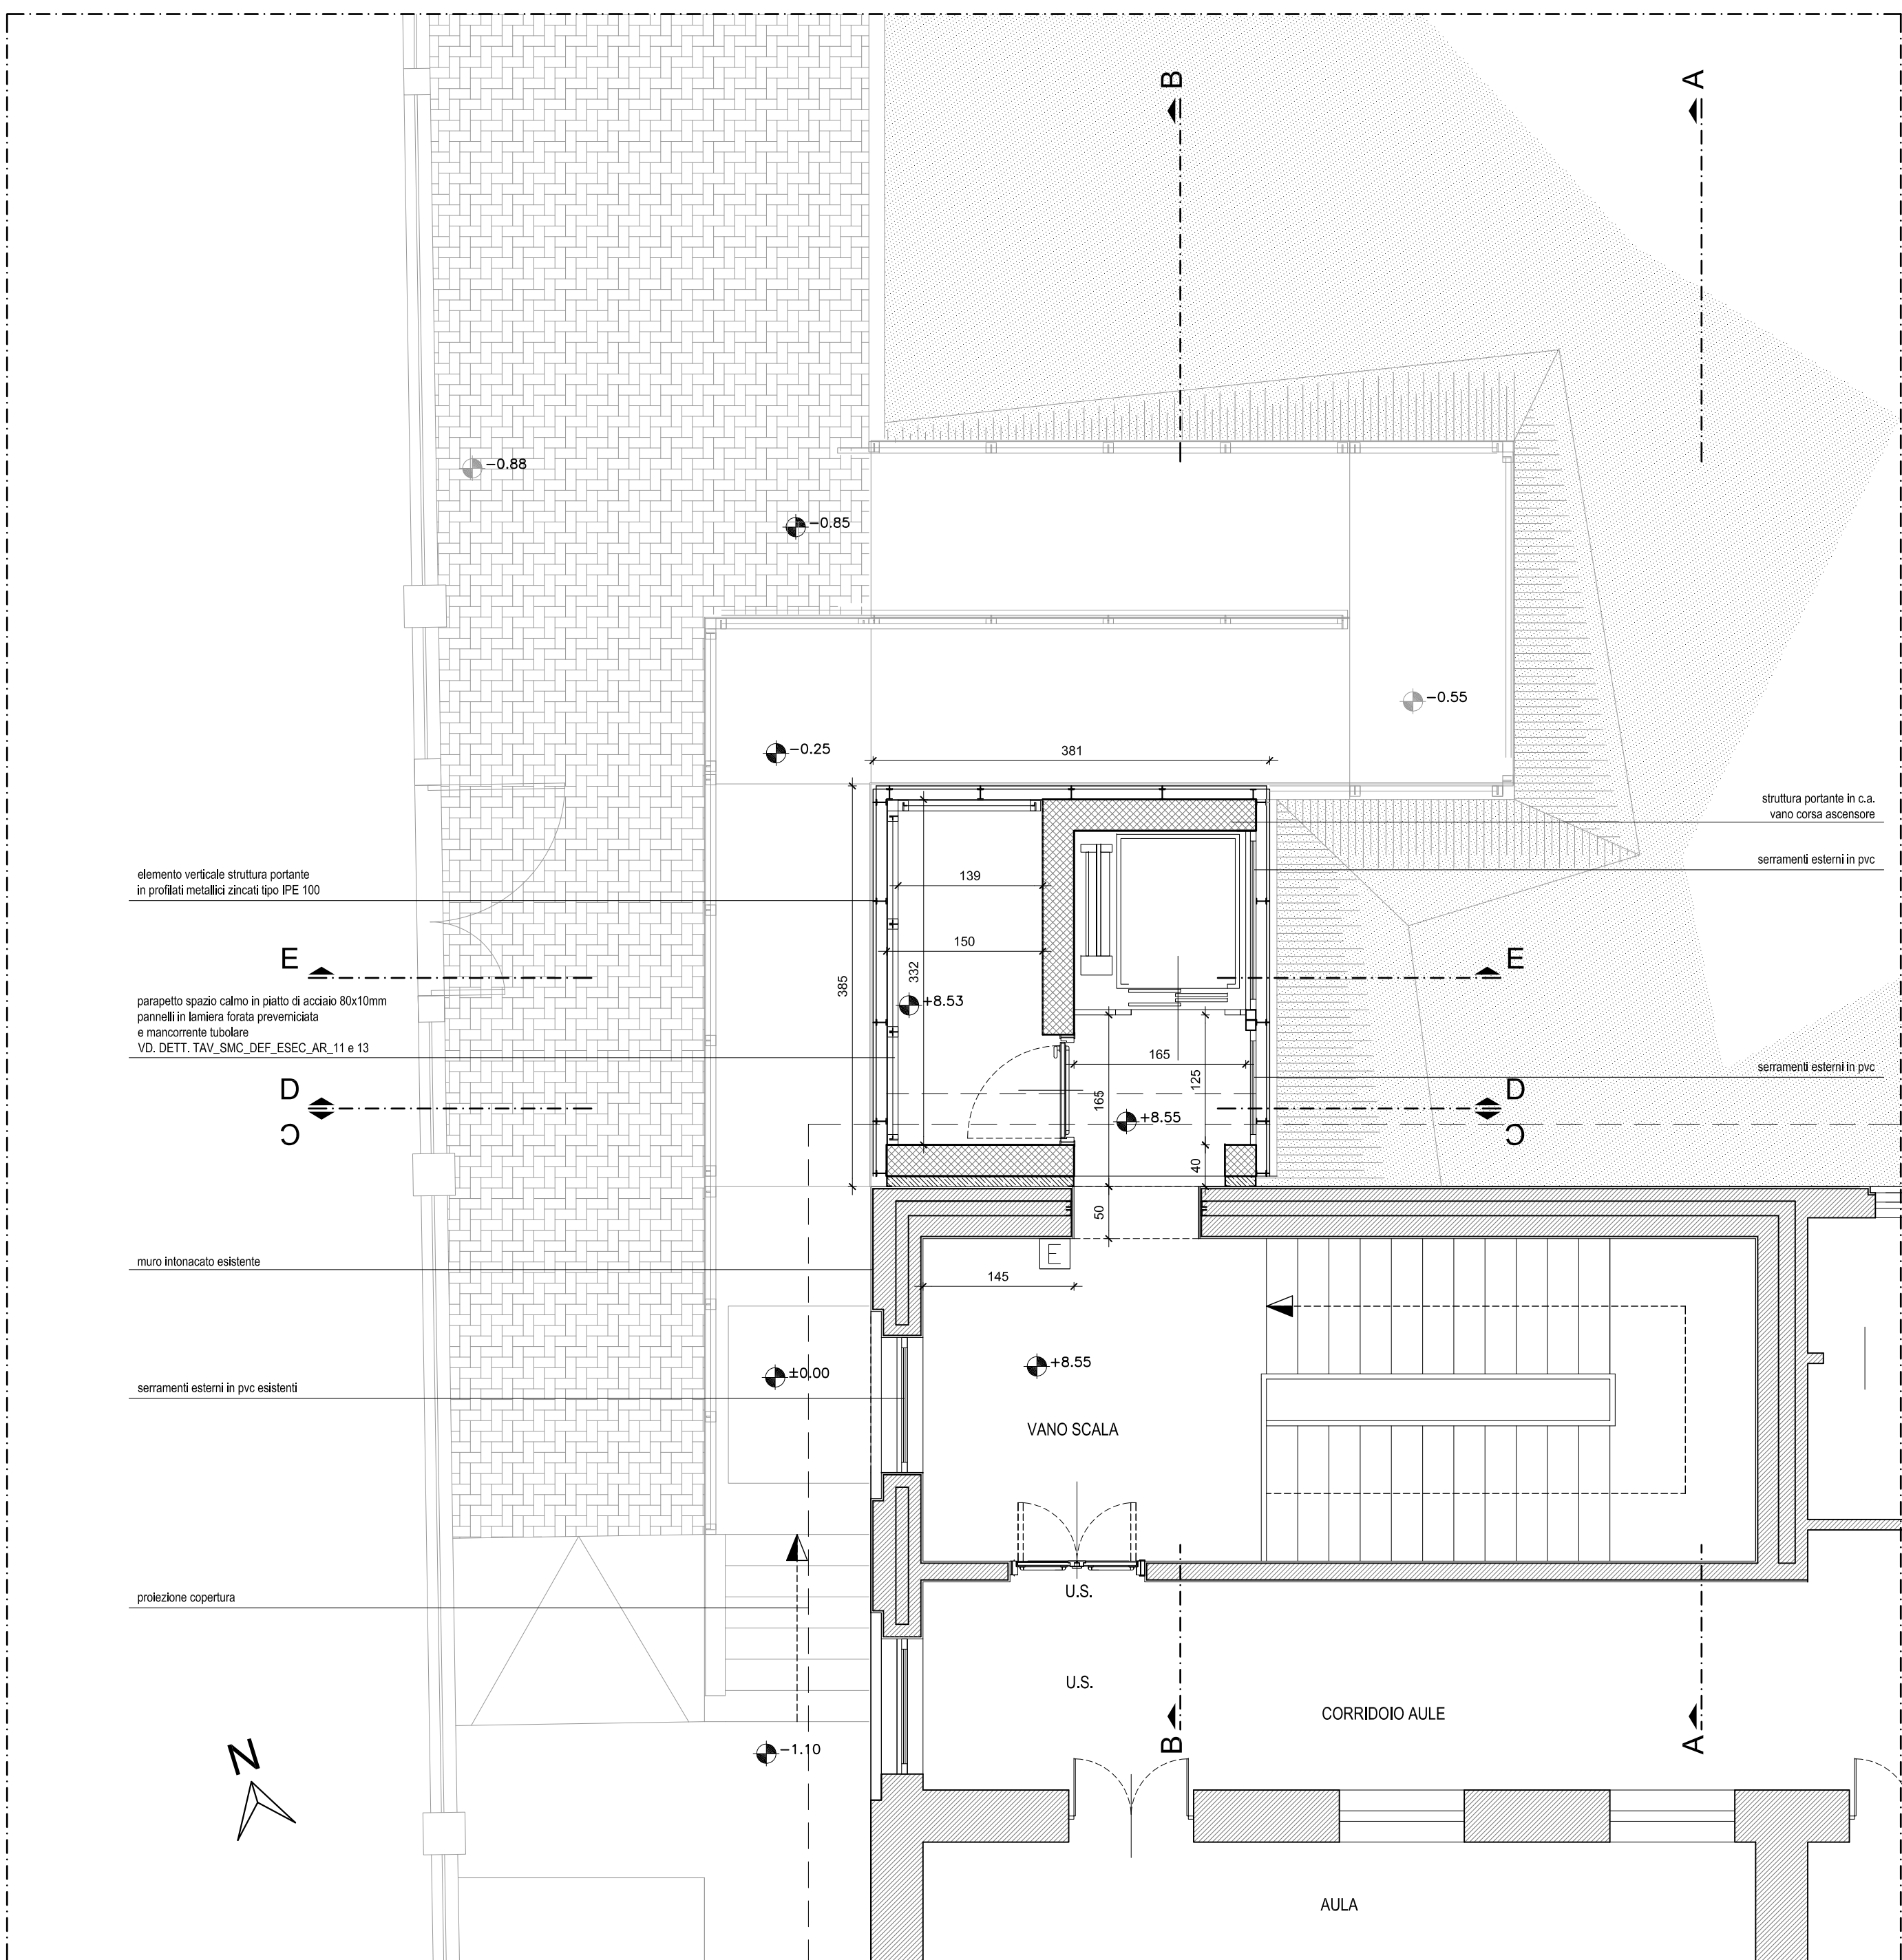 B
A
-0.88
-0.85
-0.55
-0.25
381
struttura portante in c.a.
vano corsa ascensore
serramenti esterni in pvc
elemento verticale struttura portante
in profilati metallici zincati tipo IPE 100
139
150
332
385
E
E
parapetto spazio calmo in piatto di acciaio 80x10mm
pannelli in lamiera forata preverniciata
e mancorrente tubolare
VD. DETT. TAV_SMC_DEF_ESEC_AR_11 e 13
+8.53
165
125
165
serramenti esterni in pvc
D
D
+8.55
C
C
40
50
muro intonacato esistente
E
145
serramenti esterni in pvc esistenti
±0.00
+8.55
VANO SCALA
proiezione copertura
U.S.
U.S.
CORRIDOIO AULE
B
A
N
-1.10
AULA